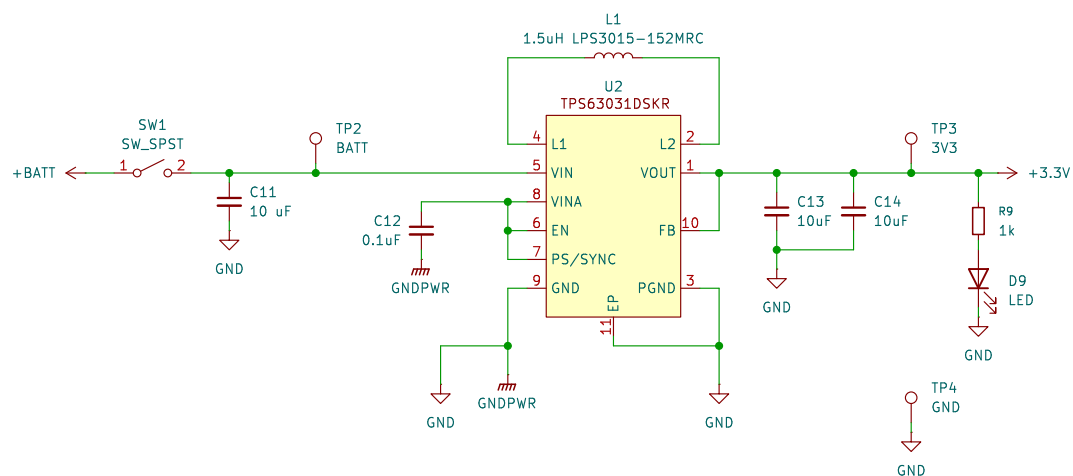 L1
1.5uH LPS3015-152MRC
U2
TPS63031DSKR
SW1
SW_SPST
TP2
BATT
TP3
3V3
4 L1
L2 2
+BATT
1 2
5 VIN
VOUT 1
+3.3V
C11
10 uF
8 VINA
C13
10uF
C14
10uF
R9
1k
C12
0.1uF
6 EN
FB 10
7 PS/SYNC
GND
GNDPWR
9 GND
PGND 3
EP
11
GND
D9
LED
GND
TP4
GND
GND
GNDPWR
GND
GND